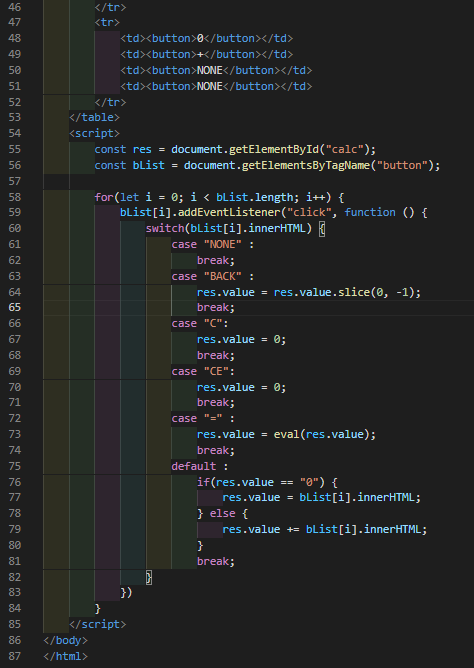 46 </tr>
47 <tr>
48 <td><button>0</button></td>
49 <td><button>+</button></td>
50 <td><button>NONE</button></td>
51 <td><button>NONE</button></td>
52 </tr>
53 </table>
54 <script>
55 const res = document.getElementById("calc");
56 const bList = document.getElementsByTagName("button");
57
58 for(let i = 0; i < bList.length; i++) {
59 bList[i].addEventListener("click", function () {
60 switch(bList[i].innerHTML) {
61 case "NONE" :
62 break;
63 case "BACK" :
64 res.value = res.value.slice(0, -1);
65 break;
66 case "C":
67 res.value = 0;
68 break;
69 case "CE":
70 res.value = 0;
71 break;
72 case "=" :
73 res.value = eval(res.value);
74 break;
75 default :
76 if(res.value == "0") {
77 res.value = bList[i].innerHTML;
78 } else {
79 res.value += bList[i].innerHTML;
80 }
81 break;
82 }
83 })
84 }
85 </script>
86 </body>
87 </html>